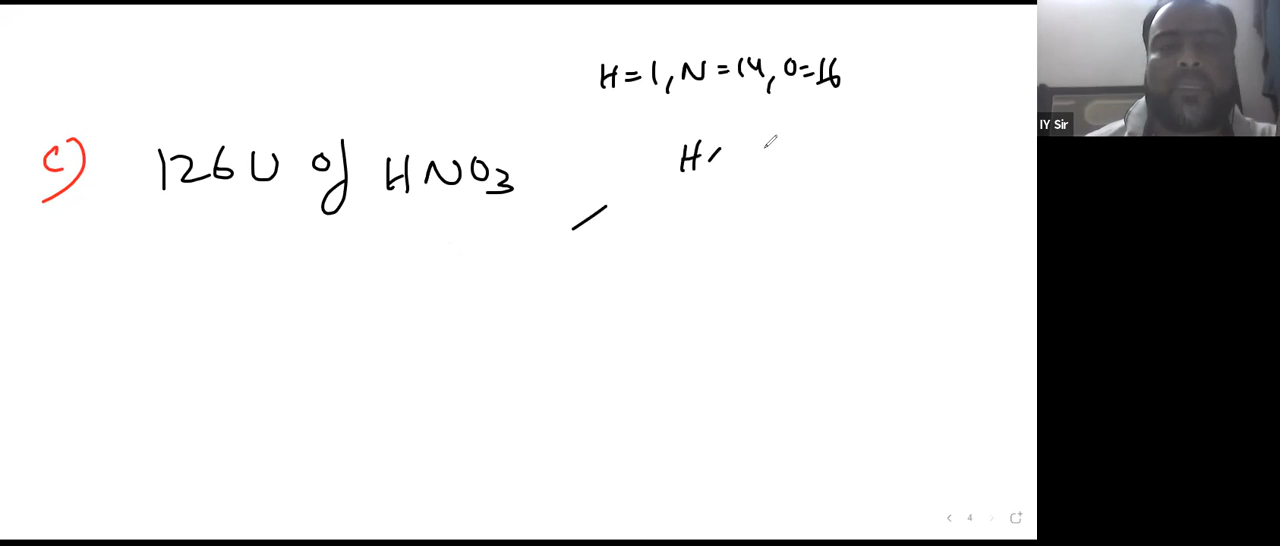 H = 1, N = 14, O = 16
IY Sir
c) 126 U of HNO3
H
4